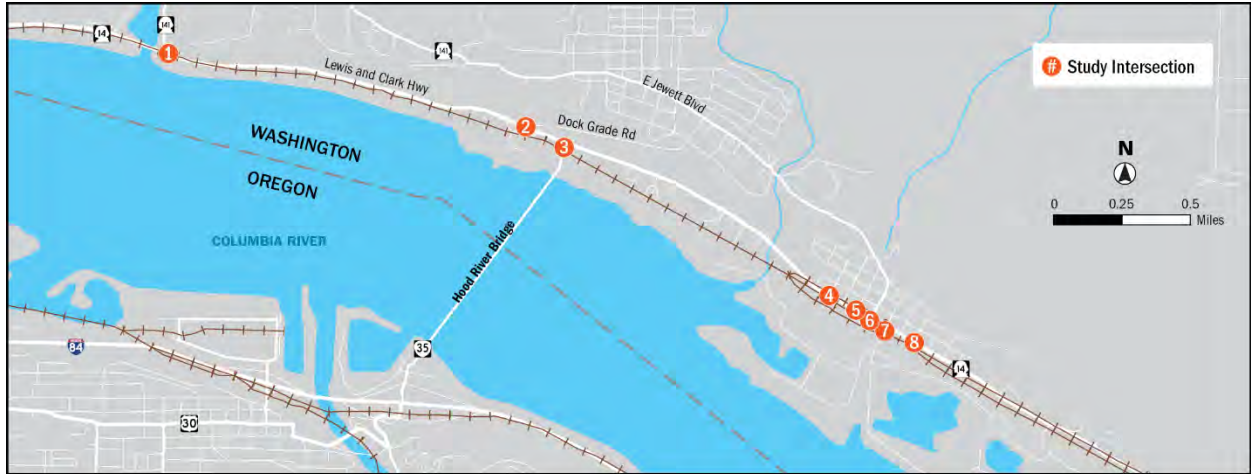 14
141
1
Lewis and Clark Hwy
141
E Jewett Blvd
# Study Intersection
2
Dock Grade Rd
3
WASHINGTON
OREGON
N
0 0.25 0.5
Miles
COLUMBIA RIVER
Hood River Bridge
4
5
6
7
8
84
35
14
30